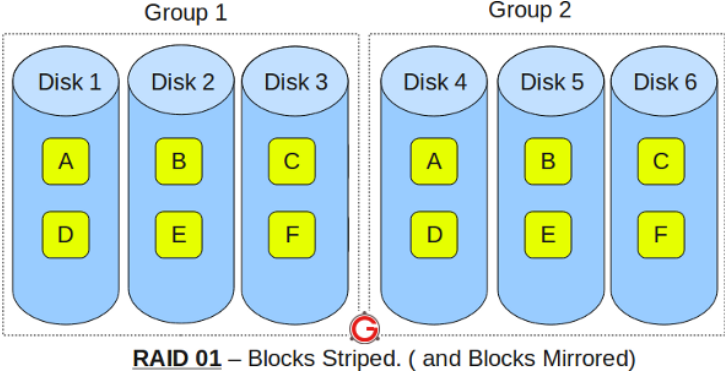 Group 1 Group 2
Disk 1 Disk 2 Disk 3 Disk 4 Disk 5 Disk 6
A B C A B C
D E F D E F
G
RAID 01 – Blocks Striped. ( and Blocks Mirrored)